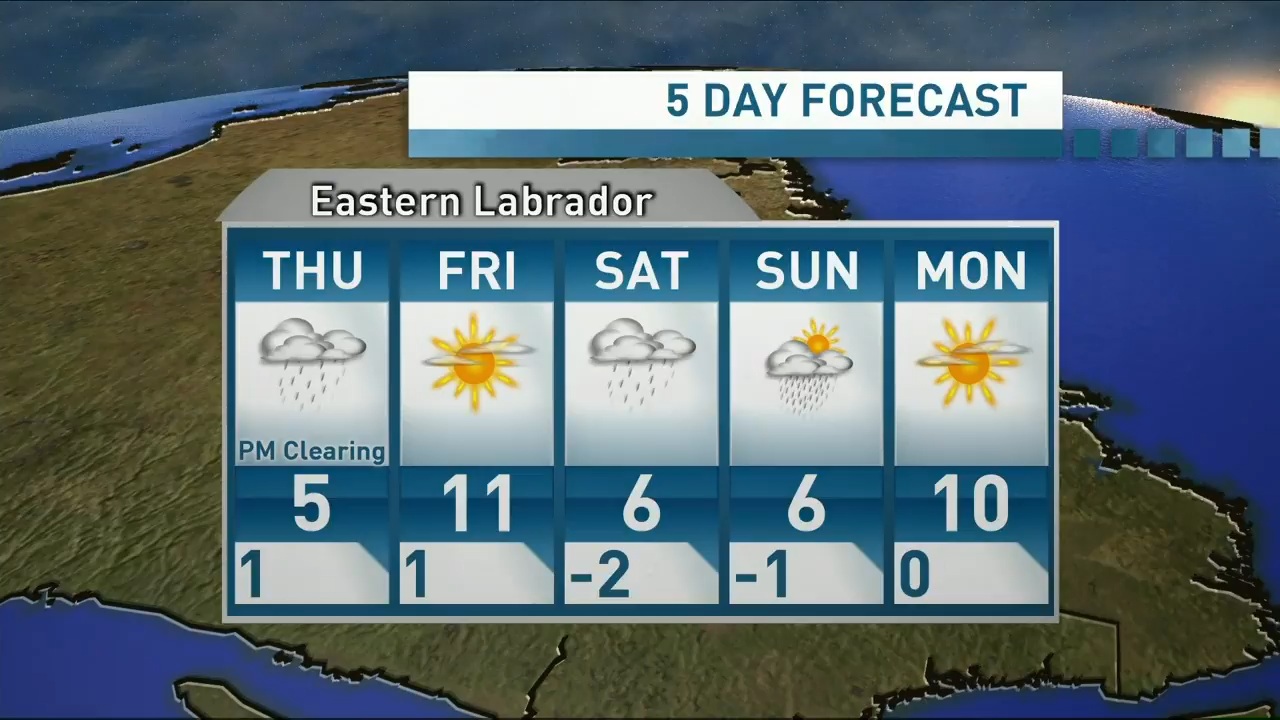 5 DAY FORECAST
Eastern Labrador
THU FRI SAT SUN MON
PM Clearing
5 11 6 6 10
1 1 -2 -1 0